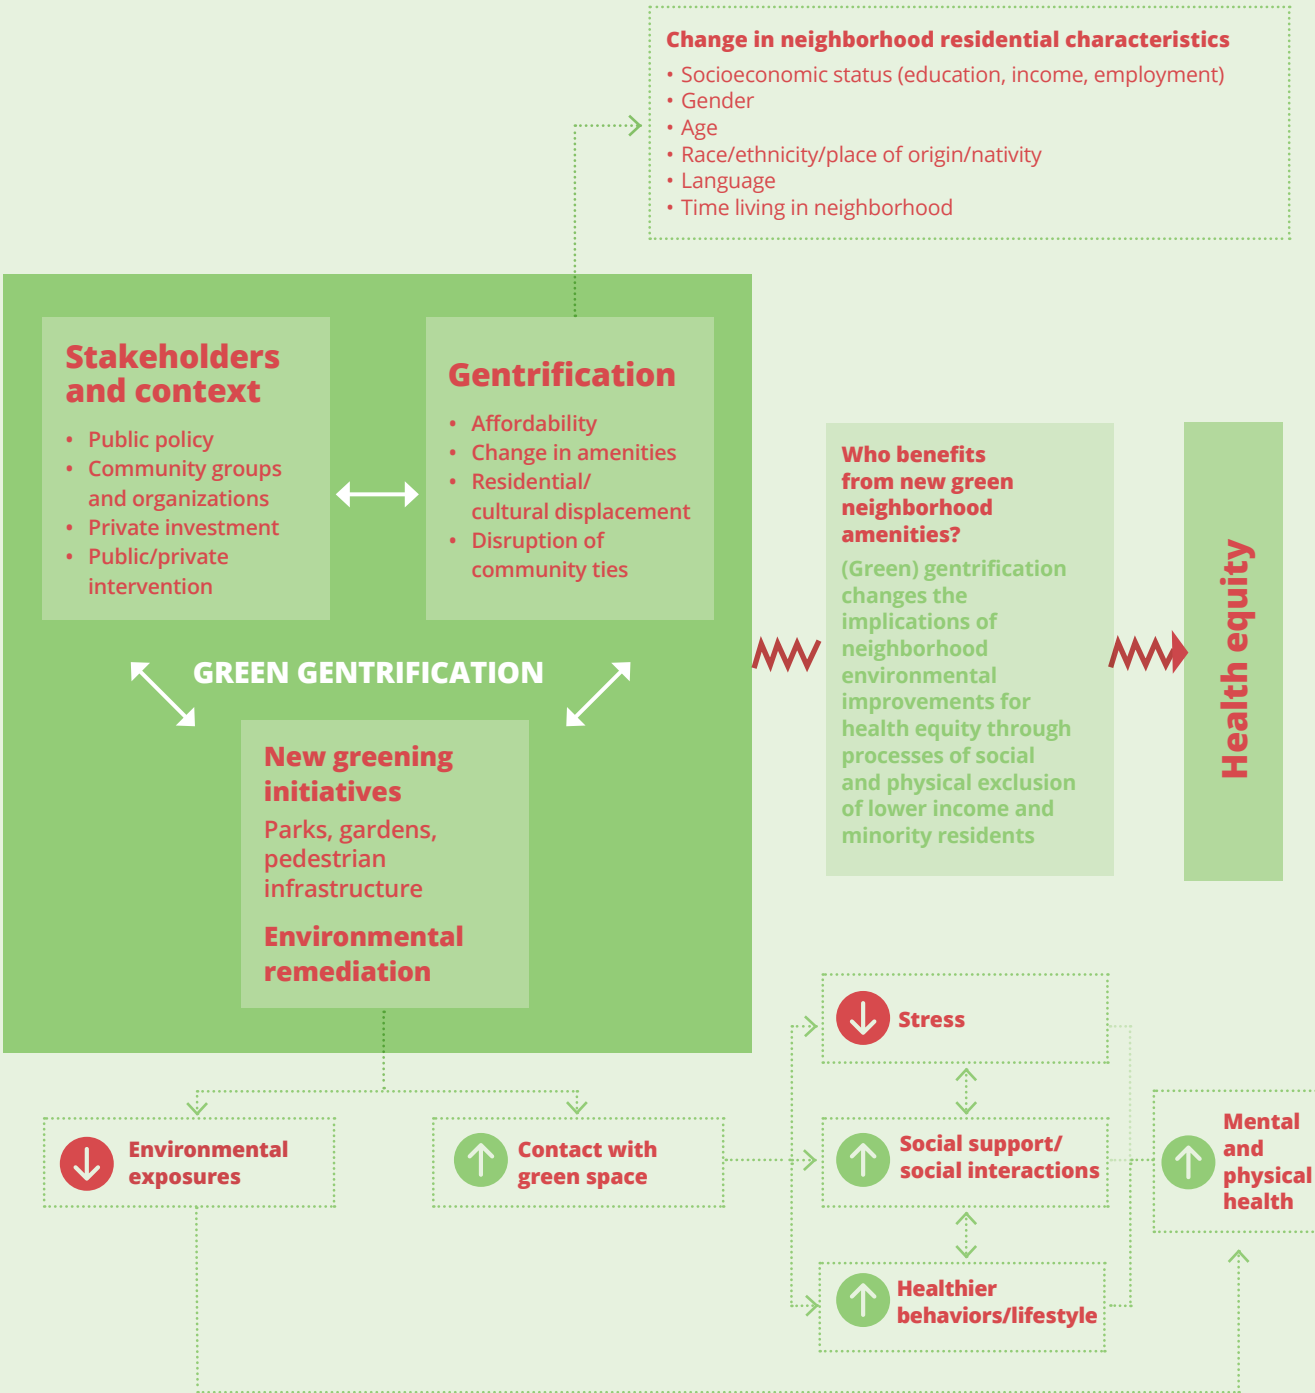 Change in neighborhood residential characteristics
• Socioeconomic status (education, income, employment)
• Gender
• Age
• Race/ethnicity/place of origin/nativity
• Language
• Time living in neighborhood
Stakeholders
and context
• Public policy
• Community groups
and organizations
• Private investment
• Public/private
intervention
Gentrification
• Affordability
• Change in amenities
• Residential/
cultural displacement
• Disruption of
community ties
GREEN GENTRIFICATION
New greening
initiatives
Parks, gardens,
pedestrian
infrastructure
Environmental
remediation
Who benefits
from new green
neighborhood
amenities?
(Green) gentrification
changes the
implications of
neighborhood
environmental
improvements for
health equity through
processes of social
and physical exclusion
of lower income and
minority residents
Health equity
Environmental
exposures
Contact with
green space
Stress
Social support/
social interactions
Healthier
behaviors/lifestyle
Mental
and
physical
health